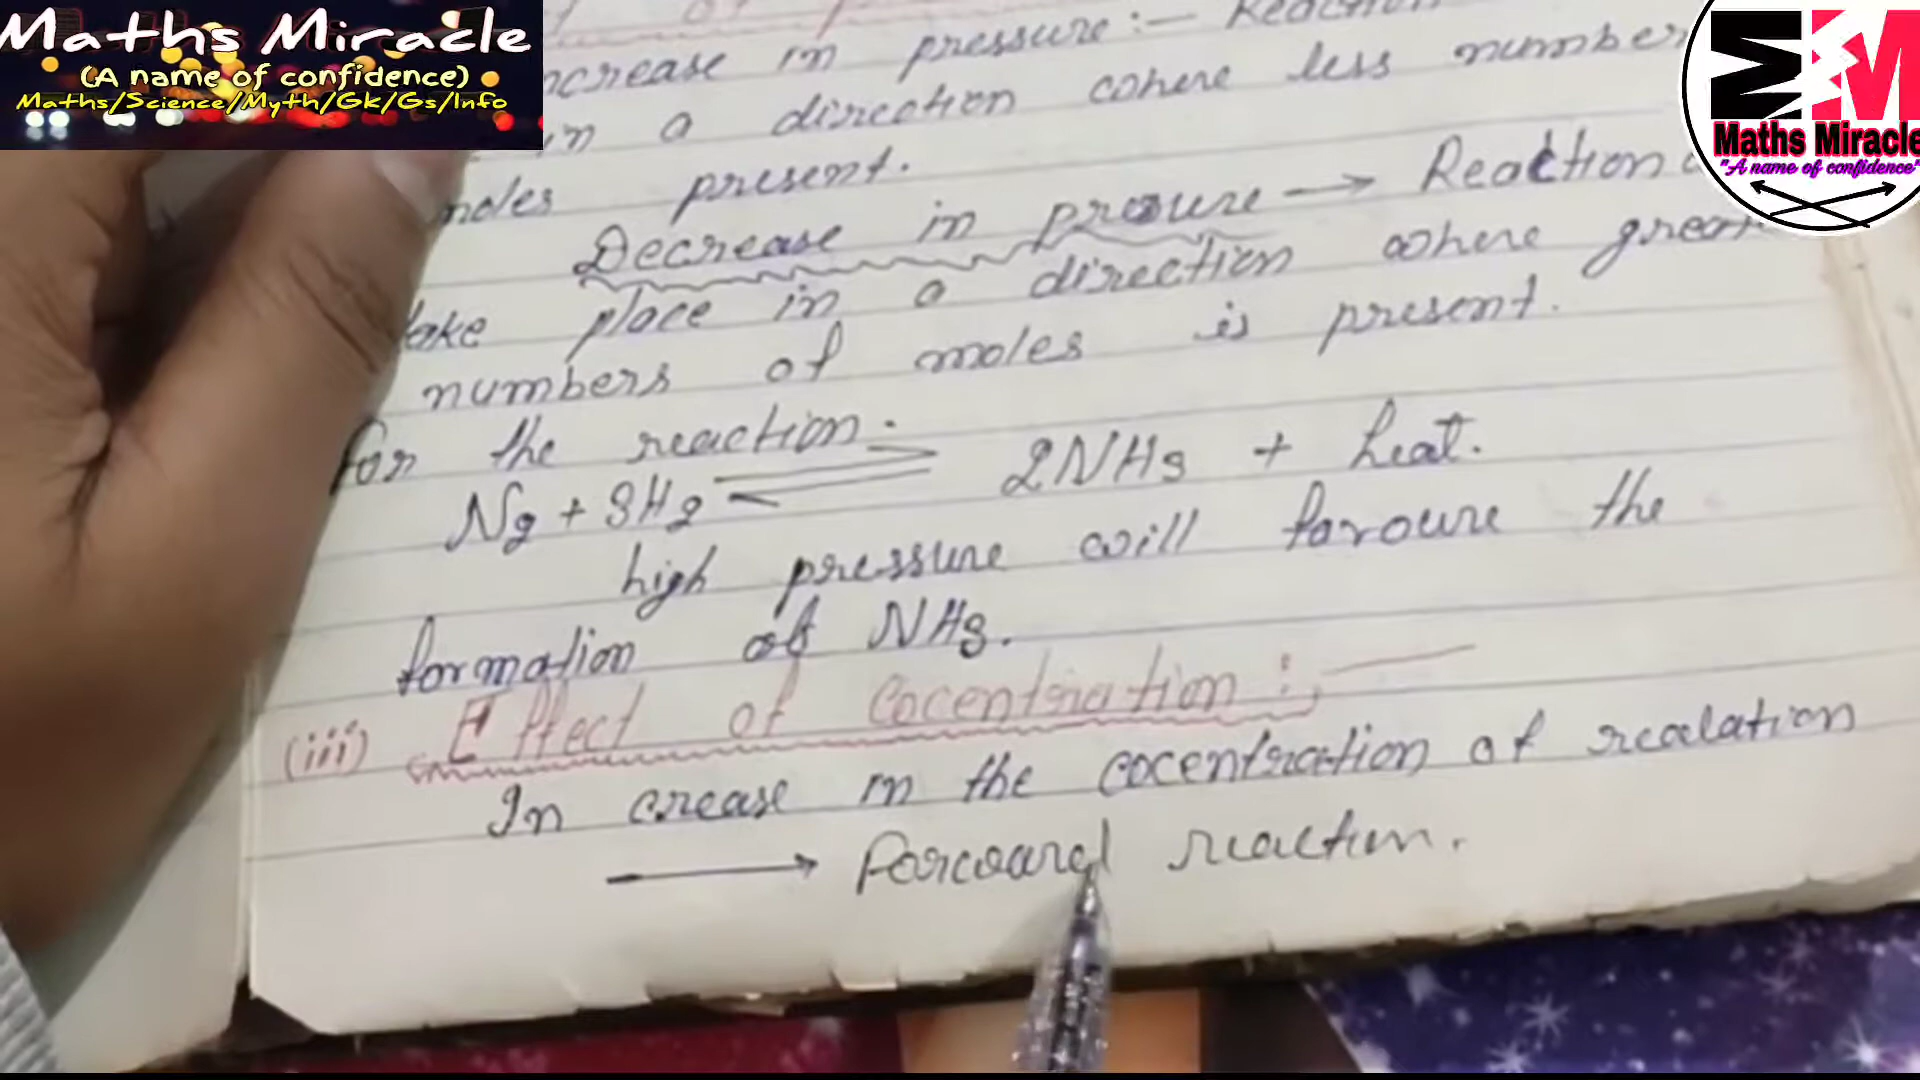 Maths Miracle
(A name of confidence)
Maths/Science/Myth/Gk/Gs/Info
Maths Miracle
"A name of confidence"
ncrease in pressure :- Reaction
in a direction where less number
moles present.
Decrease in presure → Reaction
take place in a direction where
numbers of moles is present.
for the reaction.
N2 + 3H2 ⇌ 2NH3 + heat.
high pressure will favoure the
formation of NH3.
(iii) Effect of cocentration :-
In crease in the cocentration of realation
→ Forward reaction.